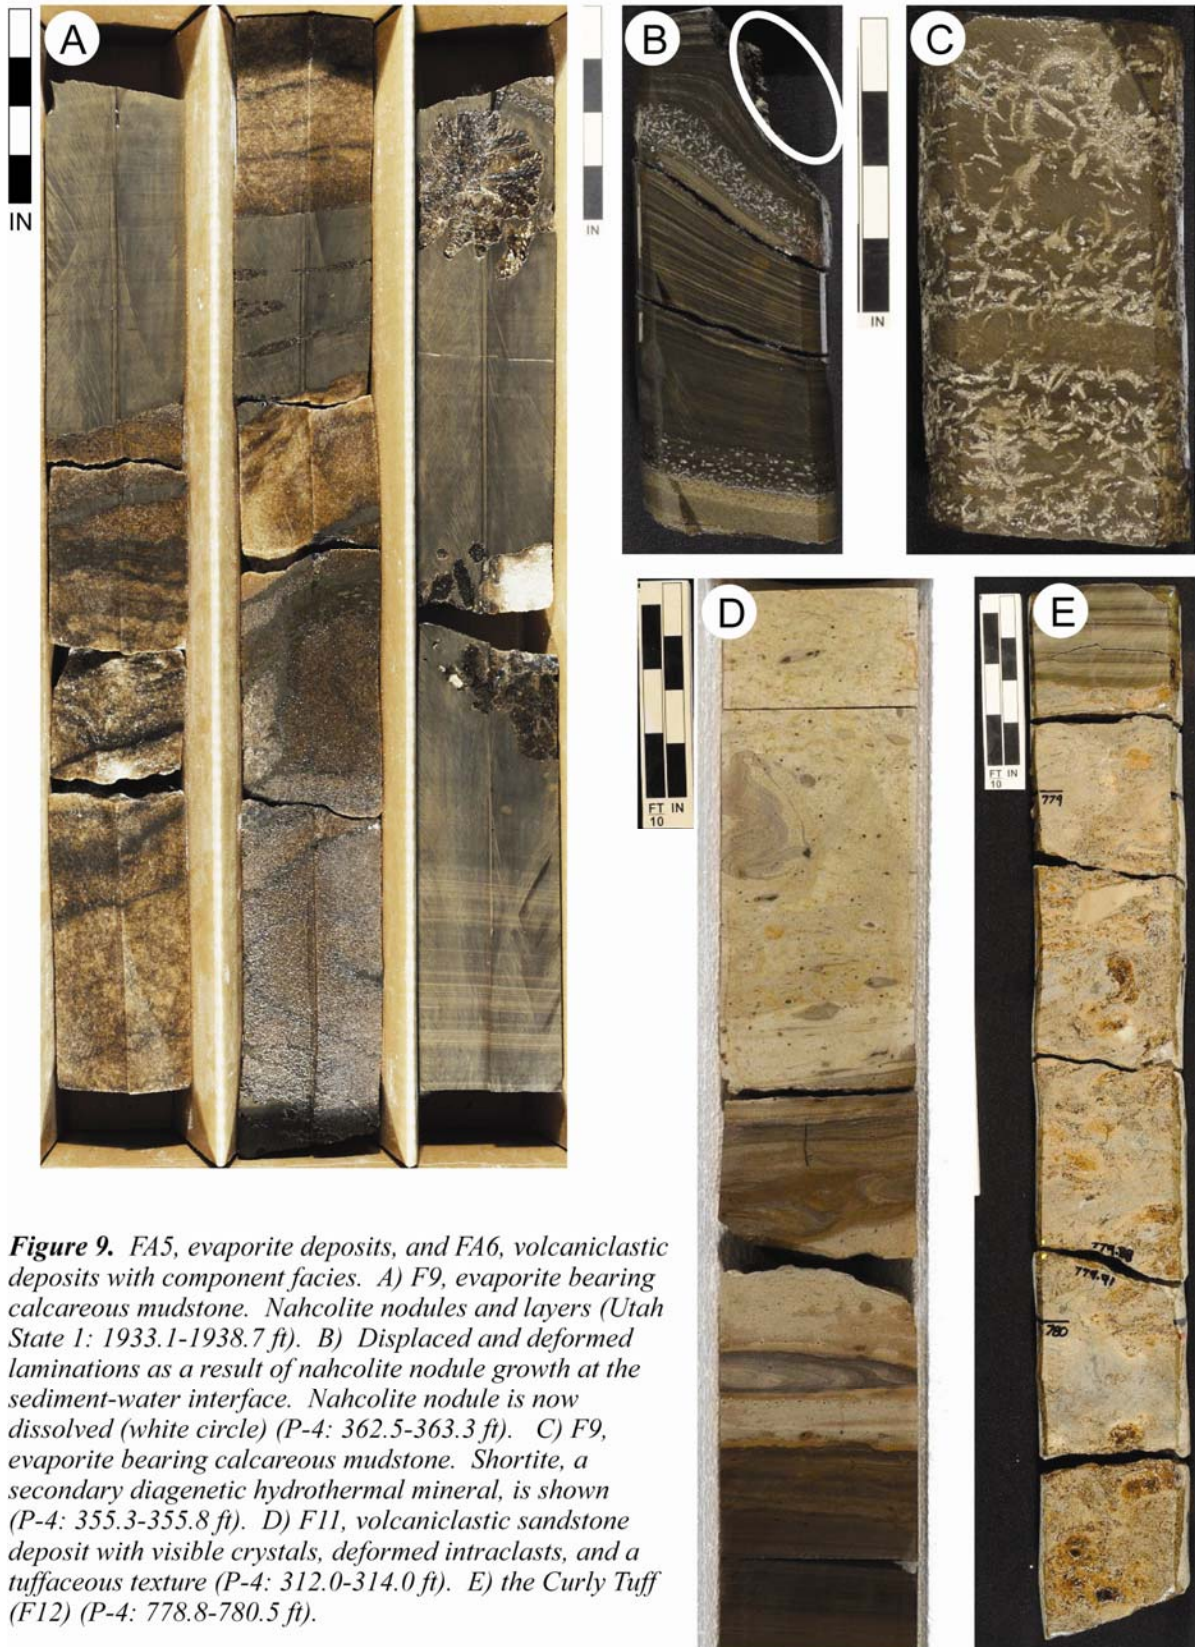 A
IN
IN
B
IN
C
D
FT IN
10
E
FT IN
10
779
779.91
780
Figure 9. FA5, evaporite deposits, and FA6, volcaniclastic
deposits with component facies. A) F9, evaporite bearing
calcareous mudstone. Nahcolite nodules and layers (Utah
State 1: 1933.1-1938.7 ft). B) Displaced and deformed
laminations as a result of nahcolite nodule growth at the
sediment-water interface. Nahcolite nodule is now
dissolved (white circle) (P-4: 362.5-363.3 ft). C) F9,
evaporite bearing calcareous mudstone. Shortite, a
secondary diagenetic hydrothermal mineral, is shown
(P-4: 355.3-355.8 ft). D) F11, volcaniclastic sandstone
deposit with visible crystals, deformed intraclasts, and a
tuffaceous texture (P-4: 312.0-314.0 ft). E) the Curly Tuff
(F12) (P-4: 778.8-780.5 ft).